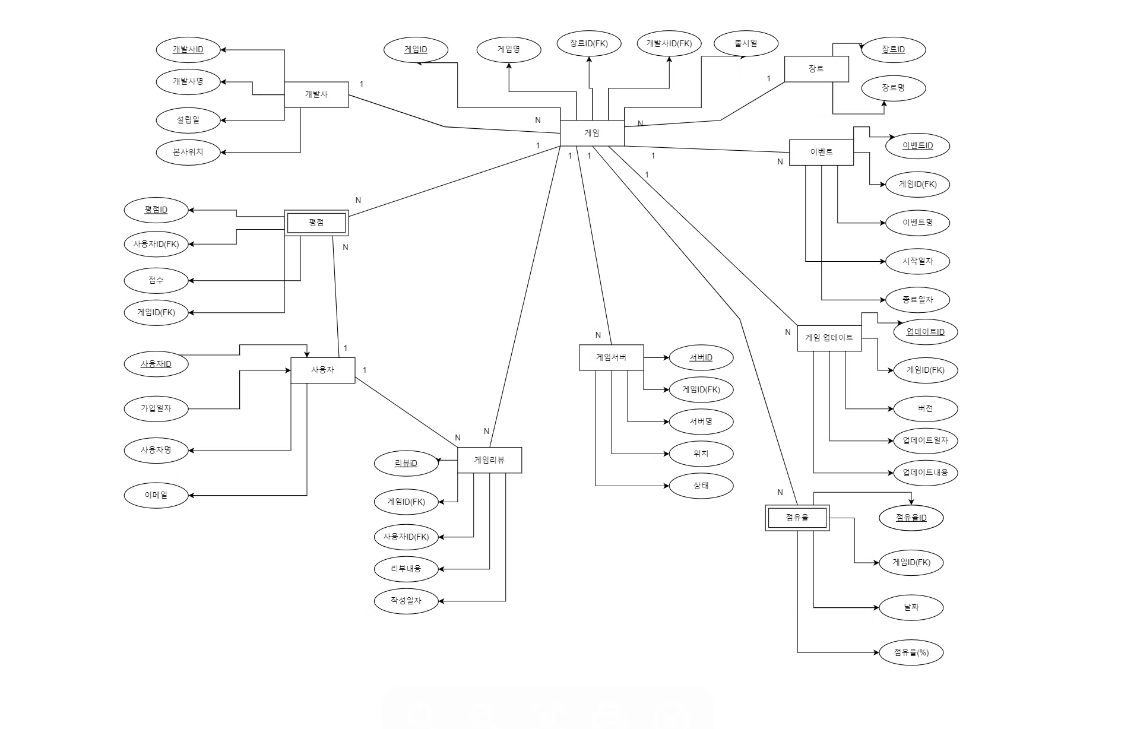 개발사ID
개발사명
설립일
본사위치
개발사
1
게임ID
게임명
장르ID(FK)
개발사ID(FK)
출시일
장르
1
장르ID
장르명
N
게임
N
1
1
1
1
1
이벤트
N
이벤트ID
게임ID(FK)
이벤트명
시작일자
종료일자
평점ID
사용자ID(FK)
점수
게임ID(FK)
평점
N
N
1
사용자ID
가입일자
사용자명
이메일
사용자
1
N
N
게임리뷰
리뷰ID
게임ID(FK)
사용자ID(FK)
리뷰내용
작성일자
N
게임서버
서버ID
게임ID(FK)
서버명
위치
상태
N
게임 업데이트
업데이트ID
게임ID(FK)
버전
업데이트일자
업데이트내용
N
점유율
점유율ID
게임ID(FK)
날짜
점유율(%)